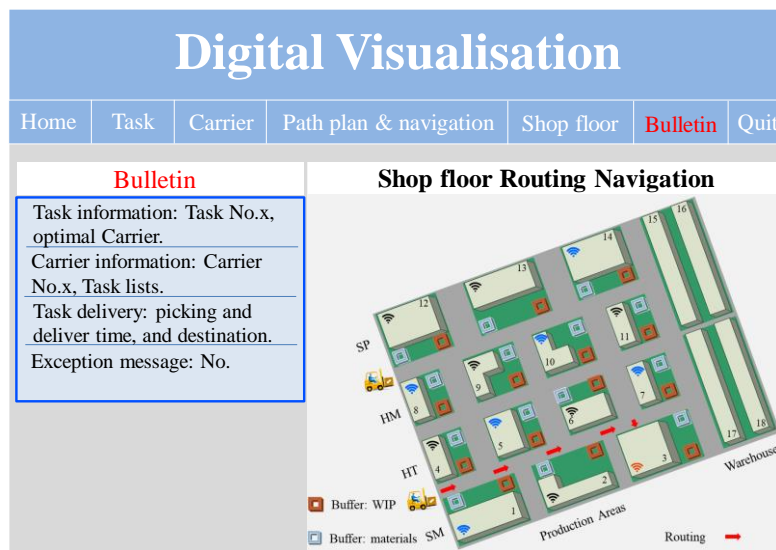 Digital Visualisation
Home Task Carrier Path plan & navigation Shop floor Bulletin Quit
Bulletin
Task information: Task No.x,
optimal Carrier.
Carrier information: Carrier
No.x, Task lists.
Task delivery: picking and
deliver time, and destination.
Exception message: No.
Shop floor Routing Navigation
16
15
14
13
12
SP
11
10
9
8
HM
7
6
5
4
HT
3
2
1
SM
17
18
Warehouse
Production Areas
Buffer: WIP
Buffer: materials
Routing